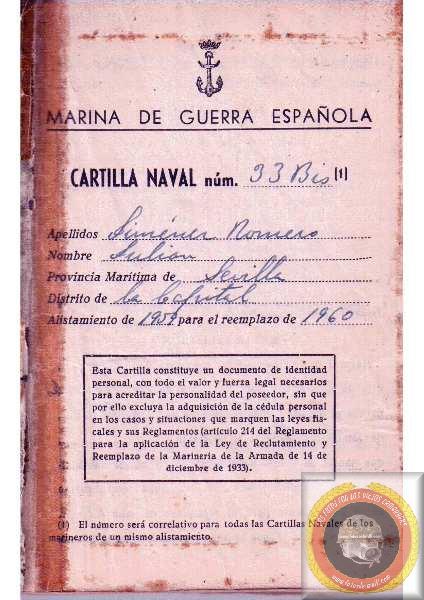 MARINA DE GUERRA ESPAÑOLA
CARTILLA NAVAL núm. 33 Bis (1)
Apellidos Jiménez Romero
Nombre Julian
Provincia Marítima de Sevilla
Distrito de La Capital
Alistamiento de 1959 para el reemplazo de 1960
Esta Cartilla constituye un documento de identidad
personal, con todo el valor y fuerza legal necesarios
para acreditar la personalidad del poseedor, sin que
por ello excluya la adquisición de la cédula personal
en los casos y situaciones que marquen las leyes fis-
cales y sus Reglamentos (artículo 214 del Reglamento
para la aplicación de la Ley de Reclutamiento y
Reemplazo de la Marinería de la Armada de 14 de
diciembre de 1933).
(1) El número será correlativo para todas las Cartillas Navales de los
marineros de un mismo alistamiento.